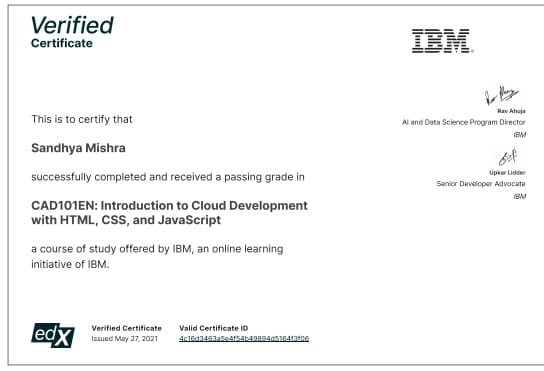 Verified
Certificate
IBM
This is to certify that
Sandhya Mishra
successfully completed and received a passing grade in
CAD101EN: Introduction to Cloud Development
with HTML, CSS, and JavaScript
a course of study offered by IBM, an online learning
initiative of IBM.
Rav Ahuja
AI and Data Science Program Director
IBM
Upkar Lidder
Senior Developer Advocate
IBM
edX
Verified Certificate
Issued May 27, 2021
Valid Certificate ID
4c16d3463a5e4f54b49894d5164f3f06